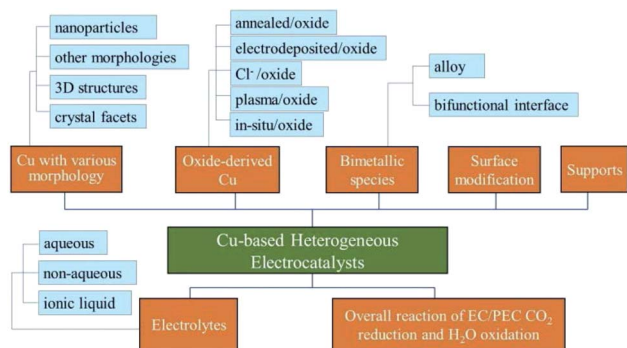 nanoparticles
other morphologies
3D structures
crystal facets
annealed/oxide
electrodeposited/oxide
Cl⁻/oxide
plasma/oxide
in-situ/oxide
alloy
bifunctional interface
Cu with various
morphology
Oxide-derived
Cu
Bimetallic
species
Surface
modification
Supports
Cu-based Heterogeneous
Electrocatalysts
aqueous
non-aqueous
ionic liquid
Electrolytes
Overall reaction of EC/PEC CO₂
reduction and H₂O oxidation